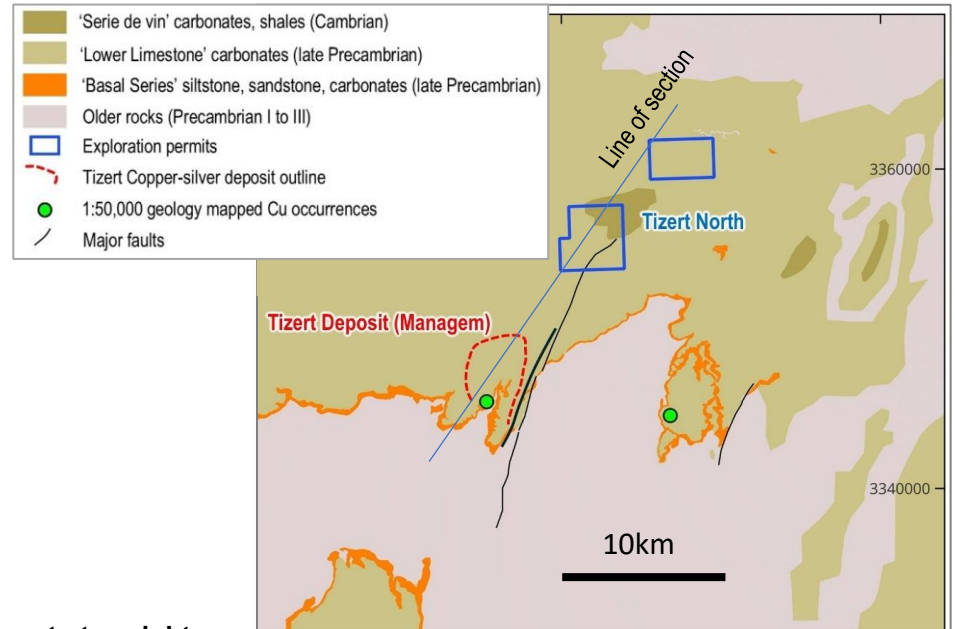 'Serie de vin' carbonates, shales (Cambrian)
'Lower Limestone' carbonates (late Precambrian)
'Basal Series' siltstone, sandstone, carbonates (late Precambrian)
Older rocks (Precambrian I to III)
Exploration permits
Tizert Copper-silver deposit outline
1:50,000 geology mapped Cu occurrences
Major faults
Line of section
3360000
Tizert North
Tizert Deposit (Managem)
3340000
10km